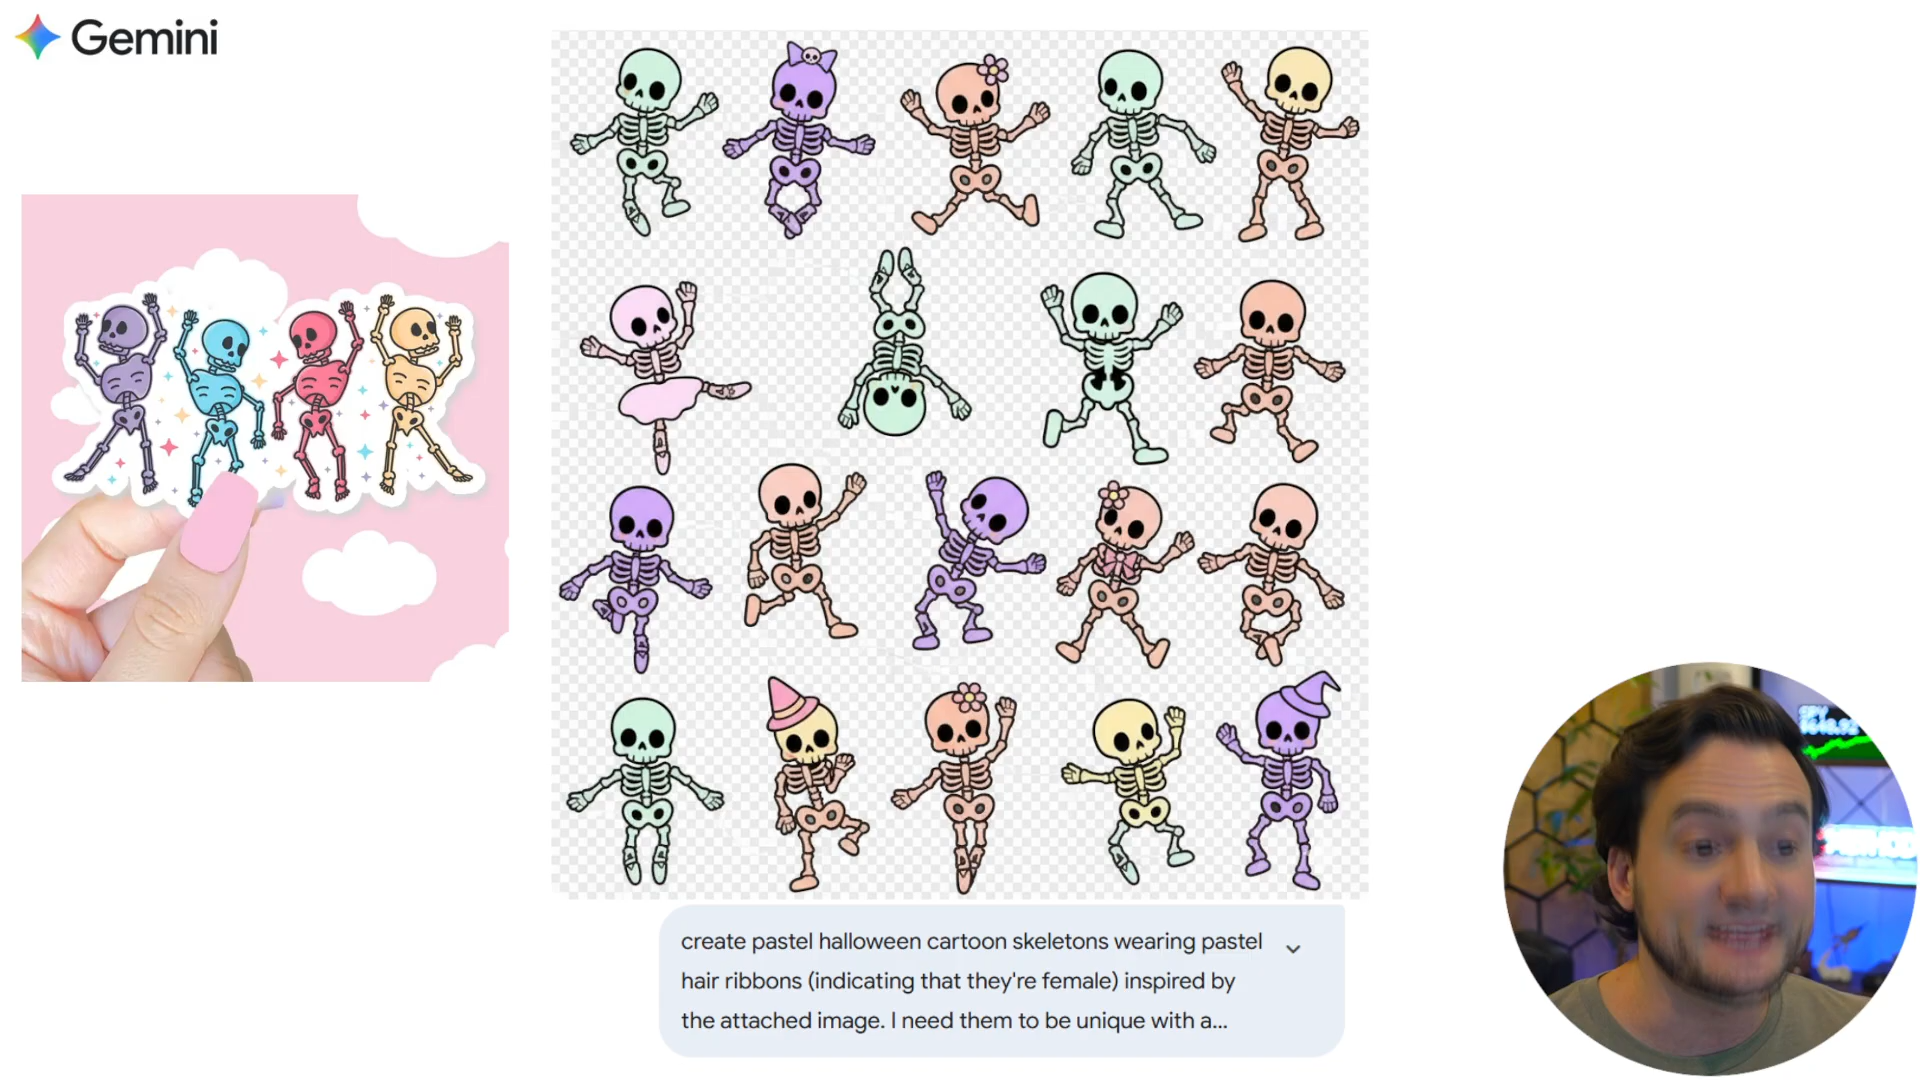 Gemini
create pastel halloween cartoon skeletons wearing pastel
hair ribbons (indicating that they're female) inspired by
the attached image. I need them to be unique with a...